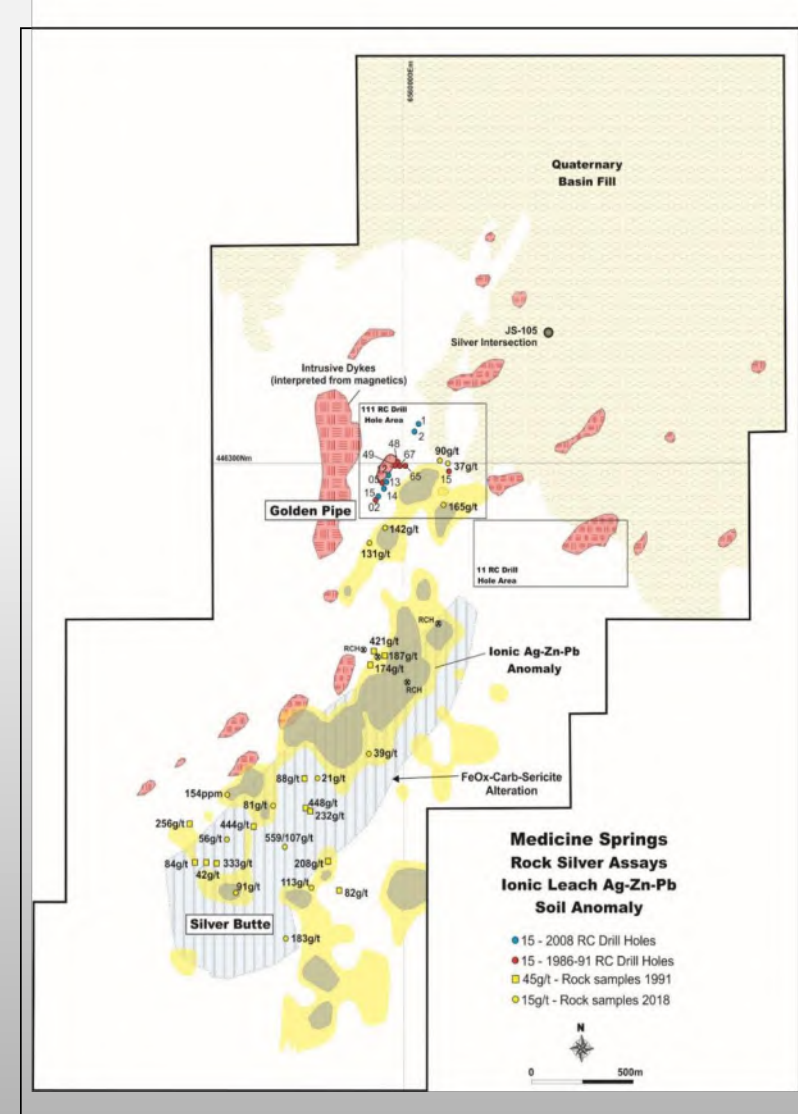 6560000Em
Quaternary
Basin Fill
JS-105
Silver Intersection
Intrusive Dykes
(interpreted from magnetics)
111 RC Drill
Hole Area
1
2
48
49
67
446300Nm
90g/t
37g/t
12
05
13
65
15
15
14
02
Golden Pipe
165g/t
142g/t
131g/t
11 RC Drill
Hole Area
RCH
421g/t
RCH
187g/t
174g/t
Ionic Ag-Zn-Pb
Anomaly
RCH
39g/t
88g/t
21g/t
FeOx-Carb-Sericite
Alteration
154ppm
81g/t
448g/t
232g/t
256g/t
444g/t
56g/t
559/107g/t
84g/t
333g/t
208g/t
42g/t
91g/t
113g/t
82g/t
Silver Butte
183g/t
Medicine Springs
Rock Silver Assays
Ionic Leach Ag-Zn-Pb
Soil Anomaly
15 - 2008 RC Drill Holes
15 - 1986-91 RC Drill Holes
45g/t - Rock samples 1991
15g/t - Rock samples 2018
N
0 500m